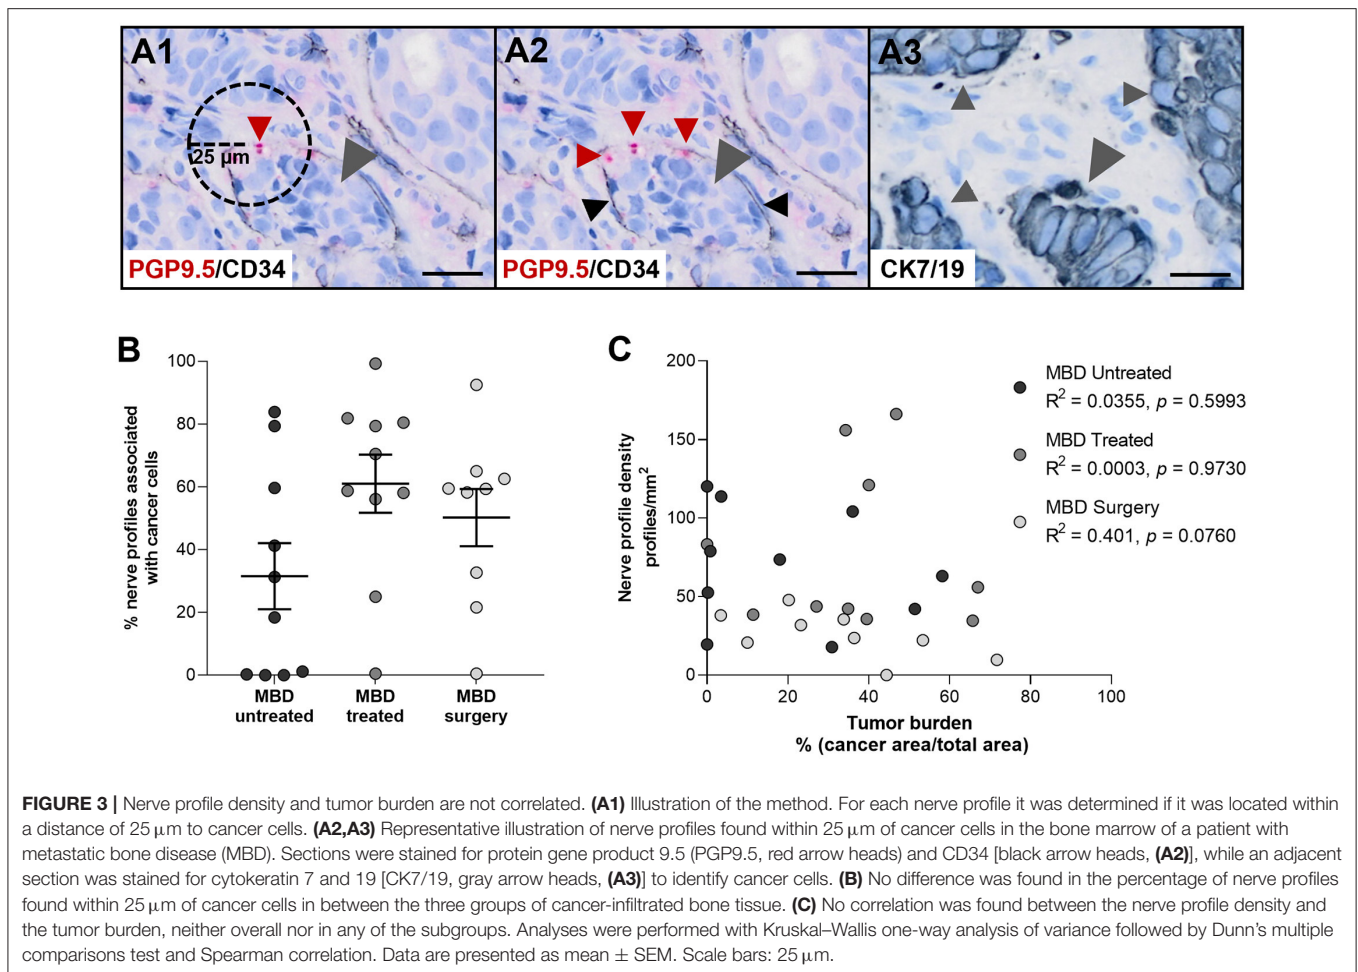 A1
25 µm
PGP9.5/CD34
A2
PGP9.5/CD34
A3
CK7/19
B
% nerve profiles associated
with cancer cells
100
80
60
40
20
0
MBD
untreated
MBD
treated
MBD
surgery
C
Nerve profile density
profiles/mm²
200
150
100
50
0
0 20 40 60 80 100
Tumor burden
% (cancer area/total area)
MBD Untreated
R² = 0.0355, p = 0.5993
MBD Treated
R² = 0.0003, p = 0.9730
MBD Surgery
R² = 0.401, p = 0.0760
FIGURE 3 | Nerve profile density and tumor burden are not correlated. (A1) Illustration of the method. For each nerve profile it was determined if it was located within
a distance of 25 µm to cancer cells. (A2,A3) Representative illustration of nerve profiles found within 25 µm of cancer cells in the bone marrow of a patient with
metastatic bone disease (MBD). Sections were stained for protein gene product 9.5 (PGP9.5, red arrow heads) and CD34 [black arrow heads, (A2)], while an adjacent
section was stained for cytokeratin 7 and 19 [CK7/19, gray arrow heads, (A3)] to identify cancer cells. (B) No difference was found in the percentage of nerve profiles
found within 25 µm of cancer cells in between the three groups of cancer-infiltrated bone tissue. (C) No correlation was found between the nerve profile density and
the tumor burden, neither overall nor in any of the subgroups. Analyses were performed with Kruskal–Wallis one-way analysis of variance followed by Dunn's multiple
comparisons test and Spearman correlation. Data are presented as mean ± SEM. Scale bars: 25 µm.